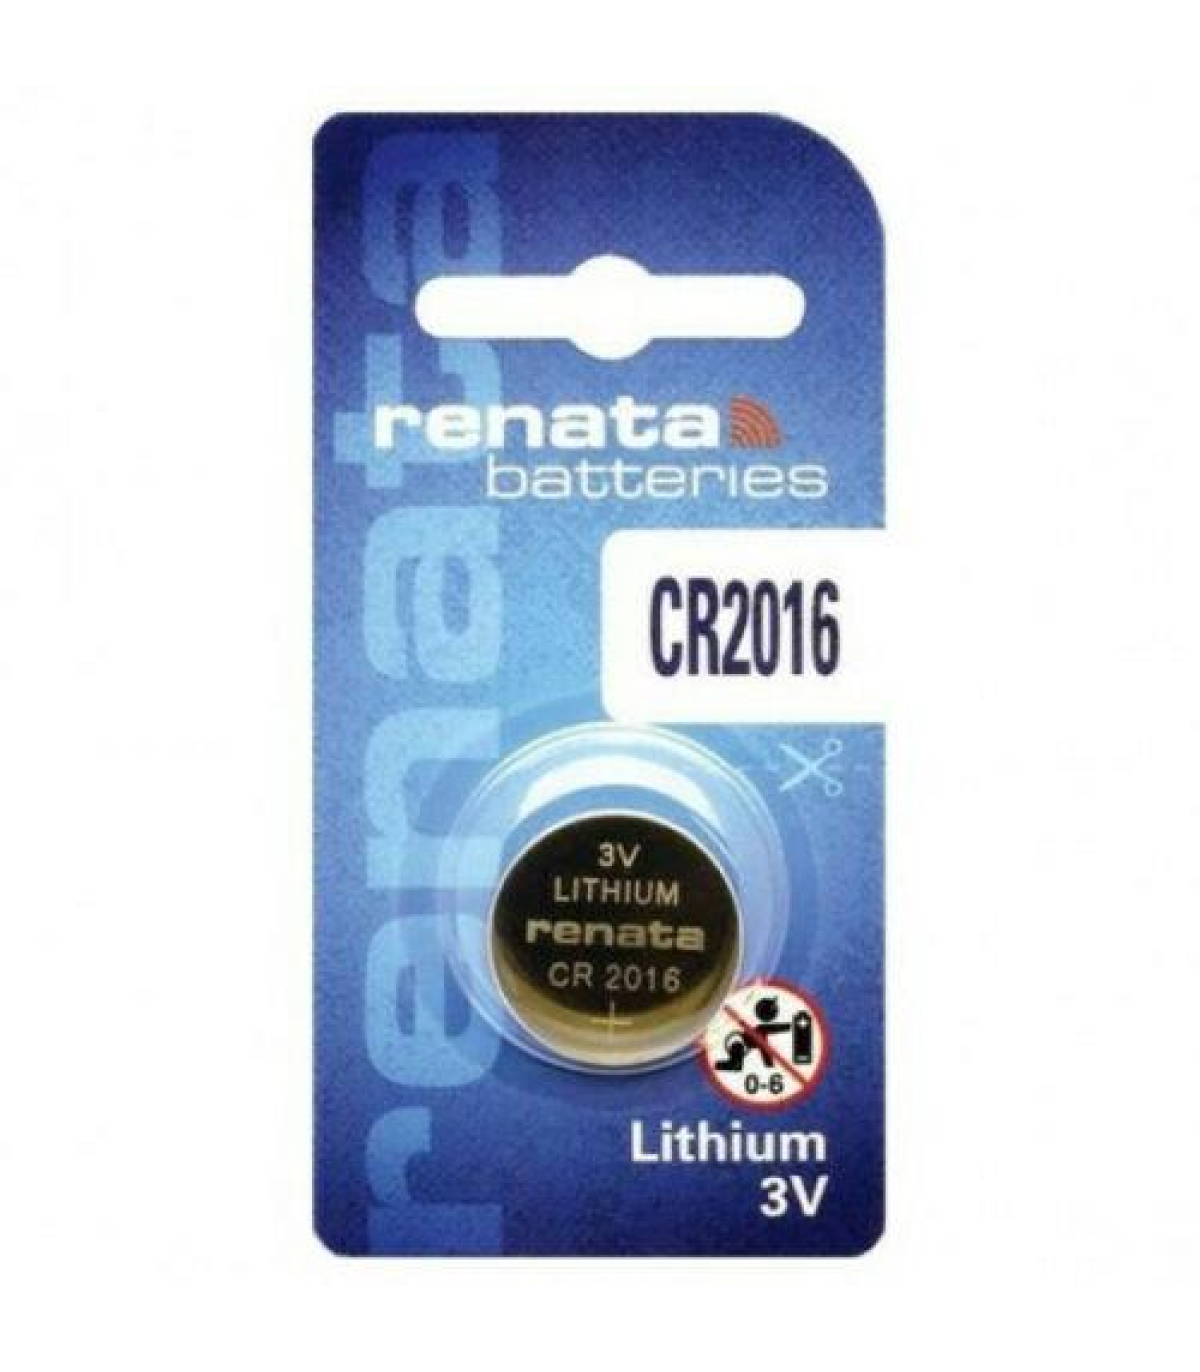 renata
renata
batteries
CR2016
3V
LITHIUM
renata
CR 2016
+
0-6
Lithium
3V